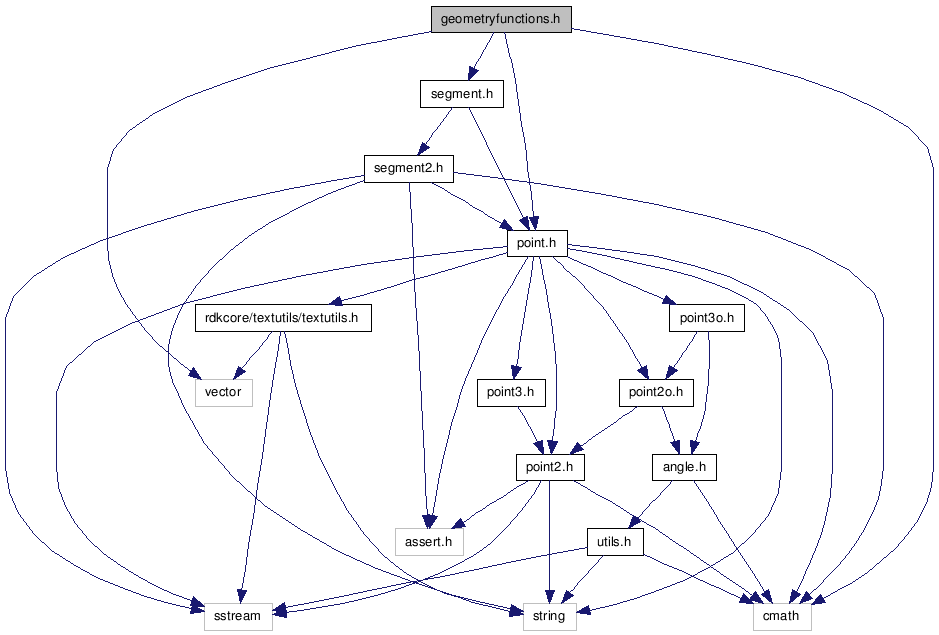 geometryfunctions.h
segment.h
segment2.h
point.h
rdkcore/textutils/textutils.h
point3o.h
vector
point3.h
point2o.h
point2.h
angle.h
assert.h
utils.h
sstream
string
cmath